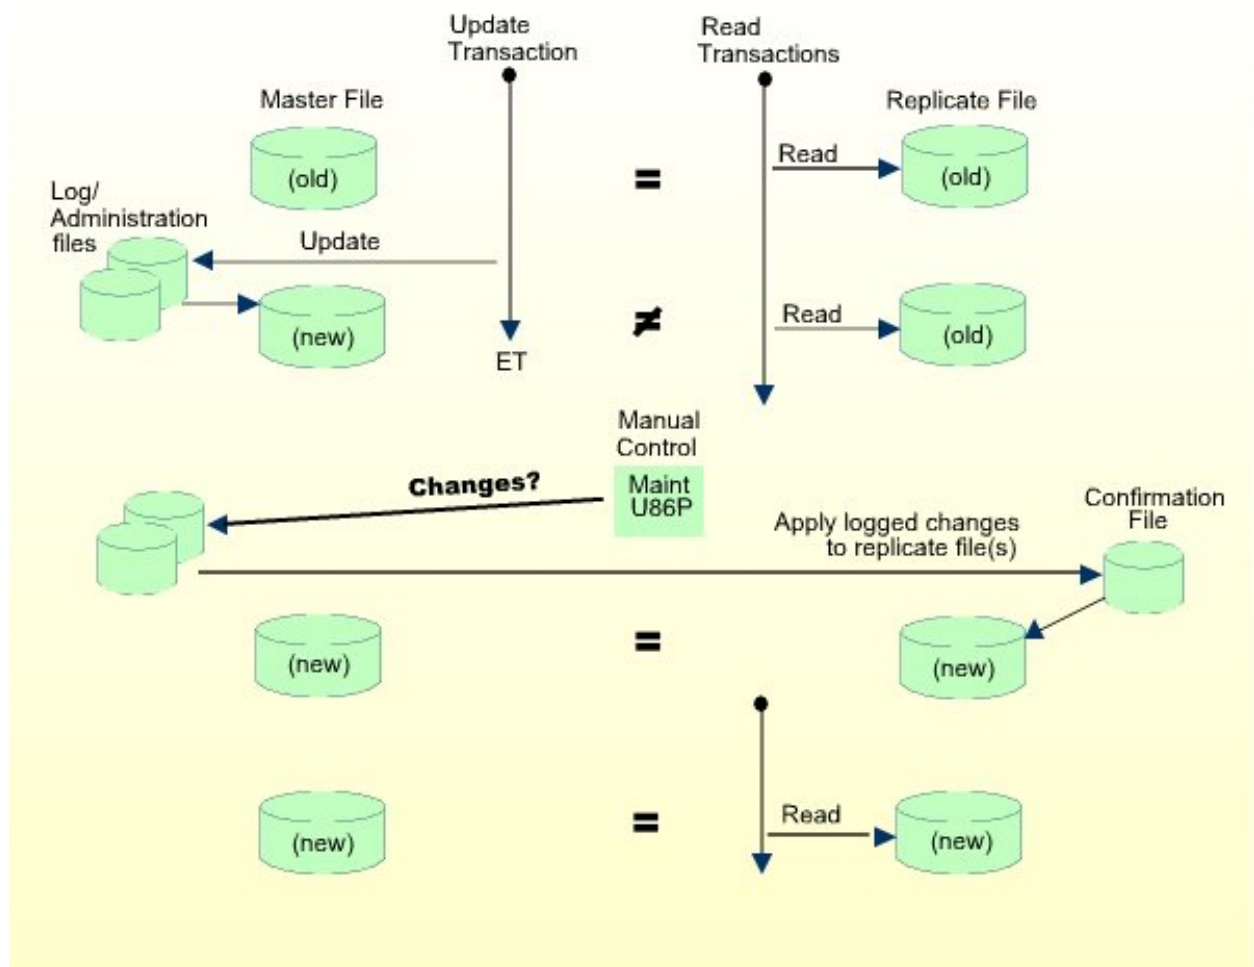 Update
Transaction
Read
Transactions
Master File
Replicate File
(old)
=
Read
(old)
Log/
Administration
files
Update
(new)
≠
Read
(old)
ET
Manual
Control
Maint
U86P
Changes?
Apply logged changes
to replicate file(s)
Confirmation
File
(new)
=
(new)
(new)
=
Read
(new)